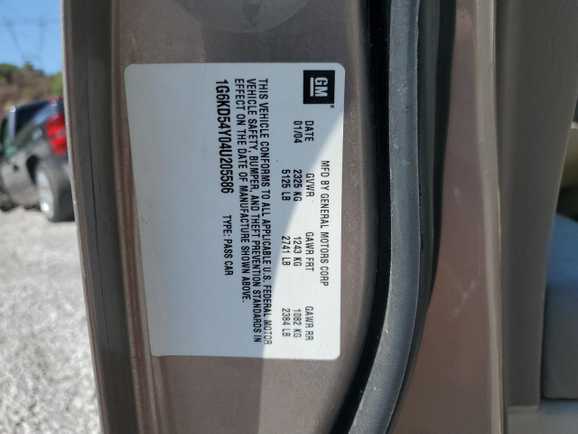 GM
MFD BY GENERAL MOTORS CORP
DATE GVWR GAWR FRT GAWR RR
01/04 2325 KG 1243 KG 1082 KG
5125 LB 2741 LB 2384 LB
THIS VEHICLE CONFORMS TO ALL APPLICABLE U.S. FEDERAL MOTOR
VEHICLE SAFETY, BUMPER, AND THEFT PREVENTION STANDARDS IN
EFFECT ON THE DATE OF MANUFACTURE SHOWN ABOVE.
1G6KD54Y04U205586 TYPE: PASS CAR